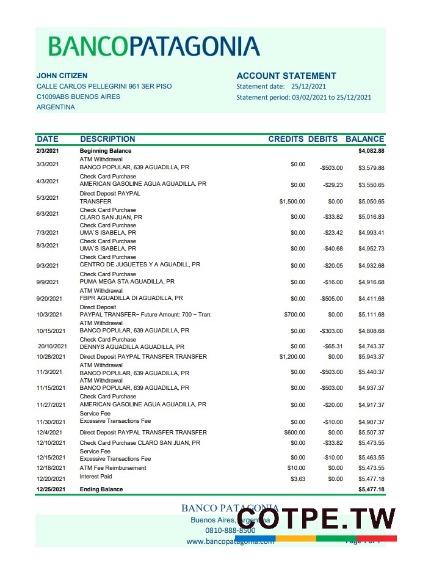 BANCOPATAGONIA
JOHN CITIZEN
CALLE CARLOS PELLEGRINI 961 3ER PISO
C1009ABS BUENOS AIRES
ARGENTINA
ACCOUNT STATEMENT
Statement date: 25/12/2021
Statement period: 03/02/2021 to 25/12/2021
DATE DESCRIPTION CREDITS DEBITS BALANCE
2/3/2021 Beginning Balance $4,082.88
ATM Withdrawal
3/3/2021 BANCO POPULAR, 639 AGUADILLA, PR $0.00 -$503.00 $3,579.88
Check Card Purchase
4/3/2021 AMERICAN GASOLINE AGUA AGUADILLA, PR $0.00 -$29.23 $3,550.65
Direct Deposit PAYPAL
5/3/2021 TRANSFER $1,500.00 $0.00 $5,050.65
Check Card Purchase
6/3/2021 CLARO SAN JUAN, PR $0.00 -$33.82 $5,016.83
Check Card Purchase
7/3/2021 UMA'S ISABELA, PR $0.00 -$23.42 $4,993.41
Check Card Purchase
8/3/2021 UMA'S ISABELA, PR $0.00 -$40.68 $4,952.73
Check Card Purchase
9/3/2021 CENTRO DE JUGUETES Y A AGUADILL, PR $0.00 -$20.05 $4,932.68
Check Card Purchase
9/9/2021 PUMA MEGA STA AGUADILLA, PR $0.00 -$16.00 $4,916.68
ATM Withdrawal
9/20/2021 FBPR AGUADILLA DI AGUADILLA, PR $0.00 -$505.00 $4,411.68
Direct Deposit
10/3/2021 PAYPAL TRANSFER~ Future Amount: 700 ~ Tran: $700.00 $0.00 $5,111.68
ATM Withdrawal
10/15/2021 BANCO POPULAR, 639 AGUADILLA, PR $0.00 -$303.00 $4,808.68
Check Card Purchase
20/10/2021 DENNYS AGUADILLA AGUADILLA, PR $0.00 -$65.31 $4,743.37
10/28/2021 Direct Deposit PAYPAL TRANSFER TRANSFER $1,200.00 $0.00 $5,943.37
ATM Withdrawal
11/3/2021 BANCO POPULAR, 639 AGUADILLA, PR $0.00 -$503.00 $5,440.37
ATM Withdrawal
11/15/2021 BANCO POPULAR, 639 AGUADILLA, PR $0.00 -$503.00 $4,937.37
Check Card Purchase
11/27/2021 AMERICAN GASOLINE AGUA AGUADILLA, PR $0.00 -$20.00 $4,917.37
Service Fee
11/30/2021 Excessive Transactions Fee $0.00 -$10.00 $4,907.37
12/4/2021 Direct Deposit PAYPAL TRANSFER TRANSFER $600.00 $0.00 $5,507.37
12/10/2021 Check Card Purchase CLARO SAN JUAN, PR $0.00 -$33.82 $5,473.55
Service Fee
12/15/2021 Excessive Transactions Fee $0.00 -$10.00 $5,463.55
12/18/2021 ATM Fee Reimbursement $10.00 $0.00 $5,473.55
12/20/2021 Interest Paid $3.63 $0.00 $5,477.18
12/25/2021 Ending Balance $5,477.18
BANCO PATAGONIA
Buenos Aires,
0810-888-8500
www.bancopatagonia.com
COTPE.TW